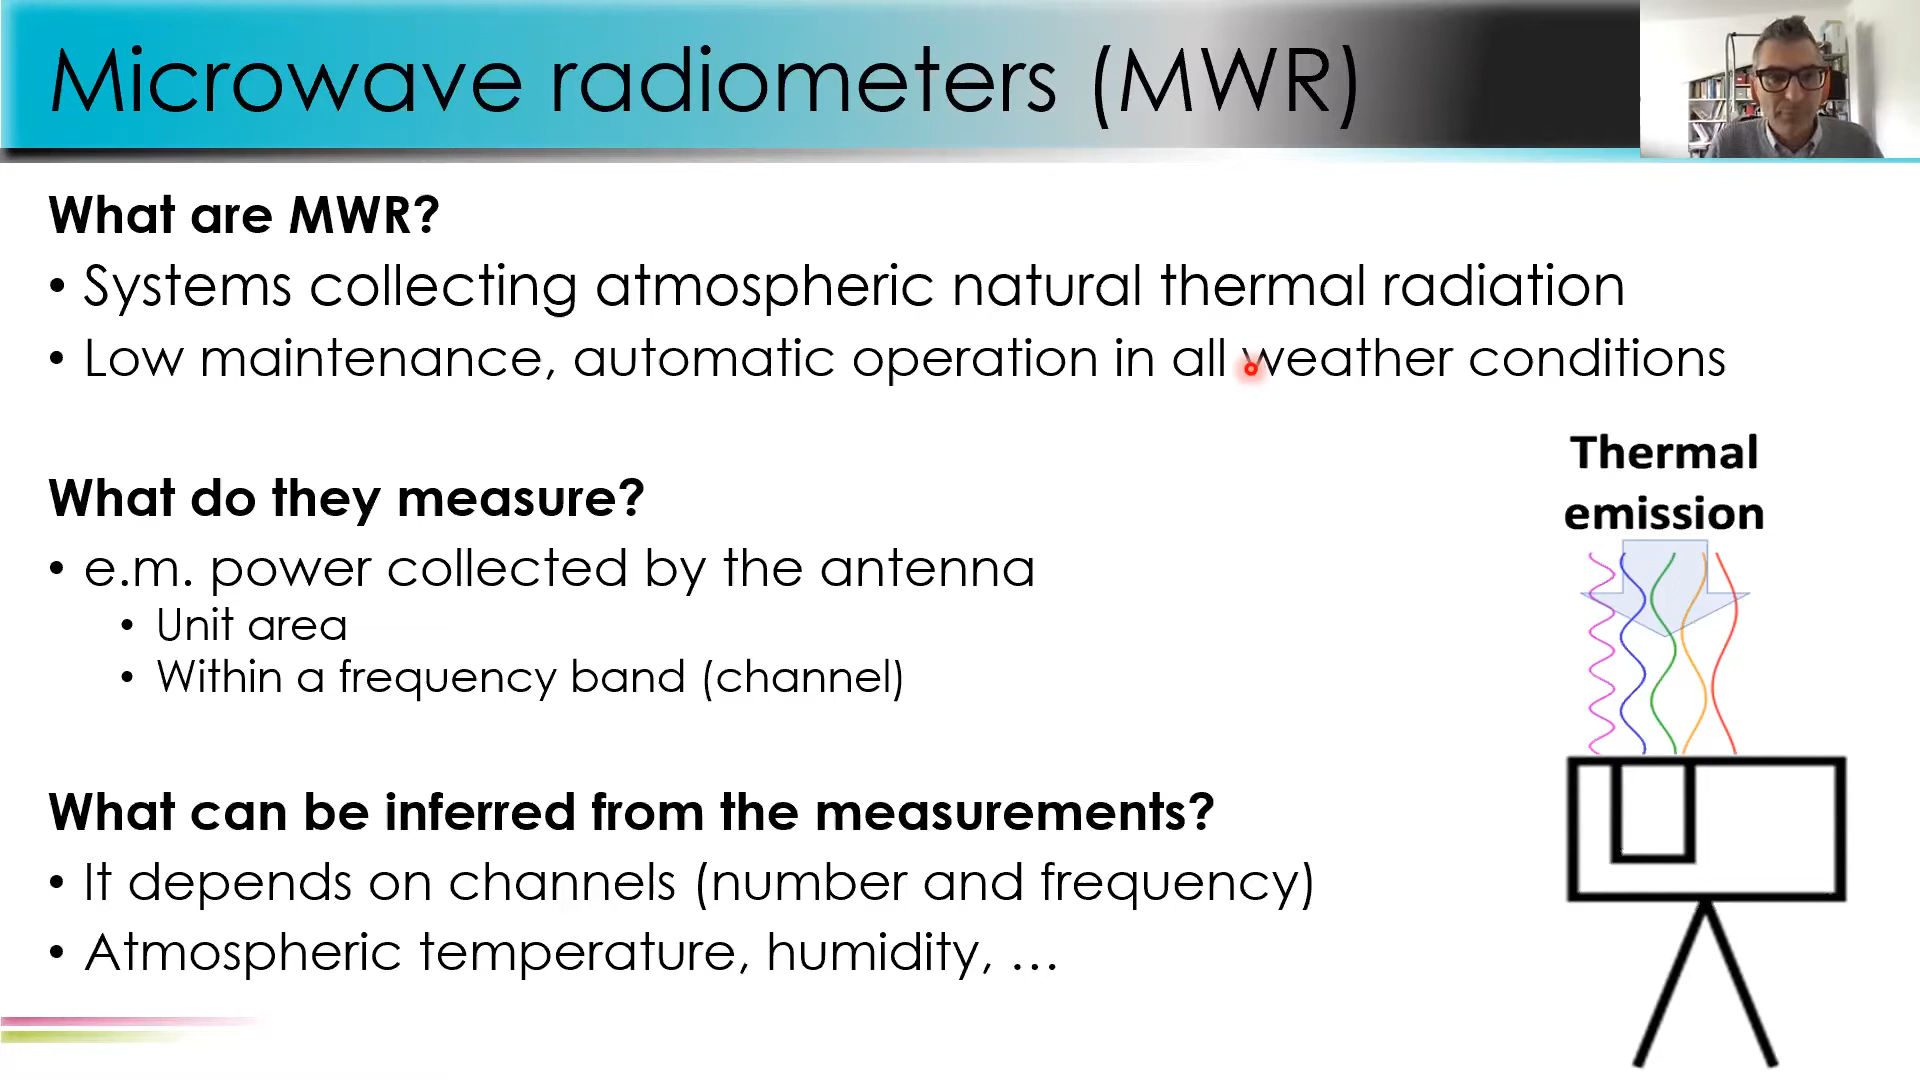 Microwave radiometers (MWR)
What are MWR?
• Systems collecting atmospheric natural thermal radiation
• Low maintenance, automatic operation in all weather conditions
What do they measure?
• e.m. power collected by the antenna
• Unit area
• Within a frequency band (channel)
What can be inferred from the measurements?
• It depends on channels (number and frequency)
• Atmospheric temperature, humidity, …
Thermal
emission